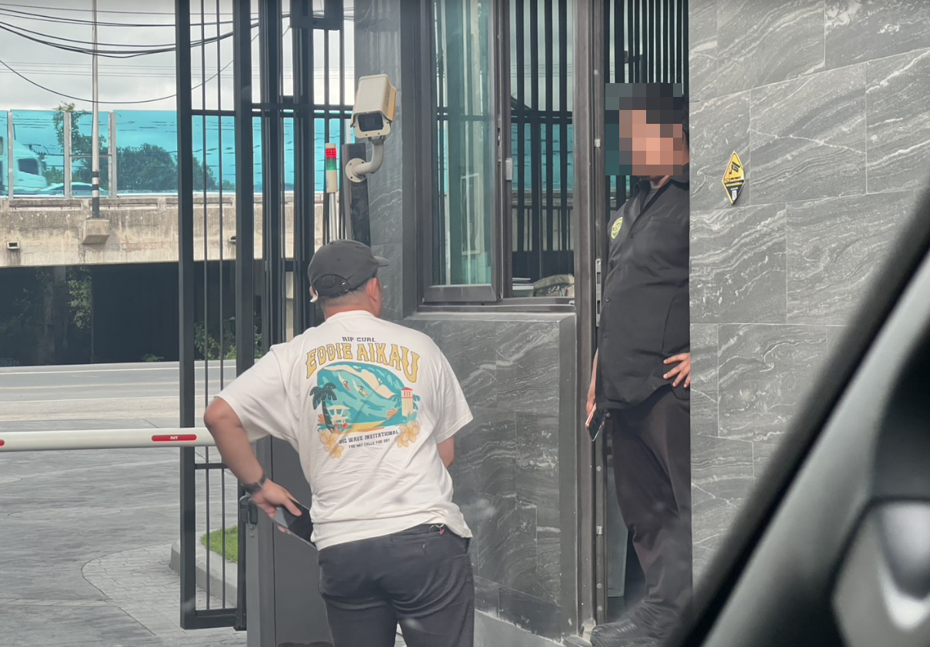 RIP CURL
EDDIE AIKAU
BIG WAVE INVITATIONAL
THE BAY CALLS THE DAY